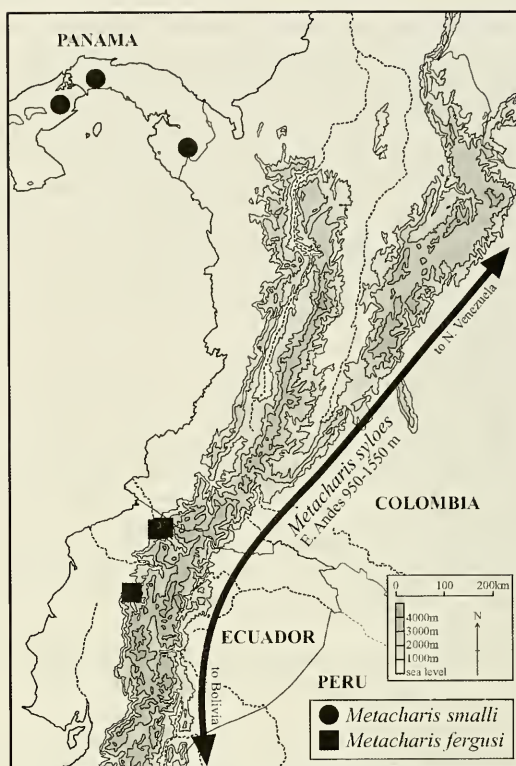 PANAMA
to N. Venezuela
Metacharis syloes
E. Andes 950-1550 m
COLOMBIA
0 100 200km
4000m
3000m
2000m
1000m
sea level
N
ECUADOR
to Bolivia
PERU
Metacharis smalli
Metacharis fergusi